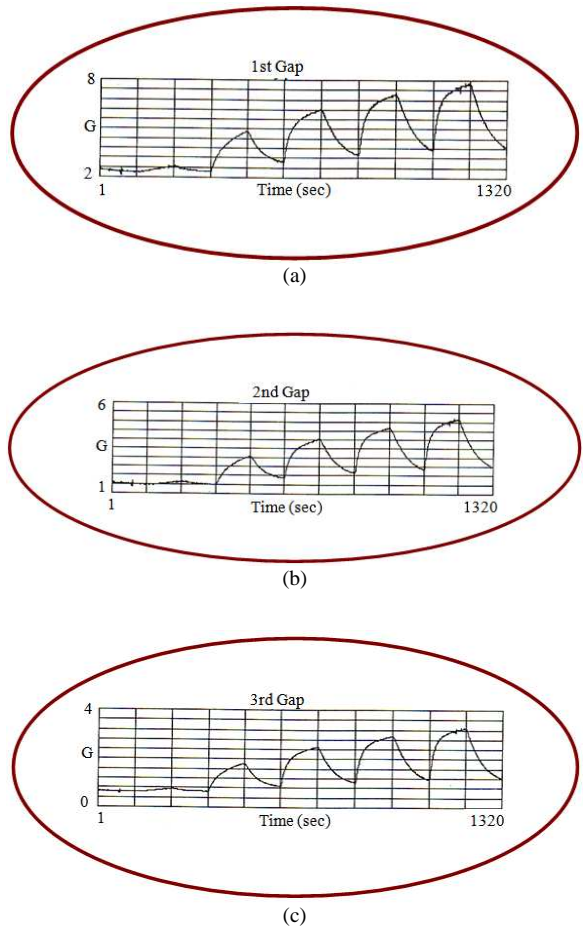 1st Gap
8
G
2
1
Time (sec)
1320
(a)
2nd Gap
6
G
1
1
Time (sec)
1320
(b)
3rd Gap
4
G
0
1
Time (sec)
1320
(c)